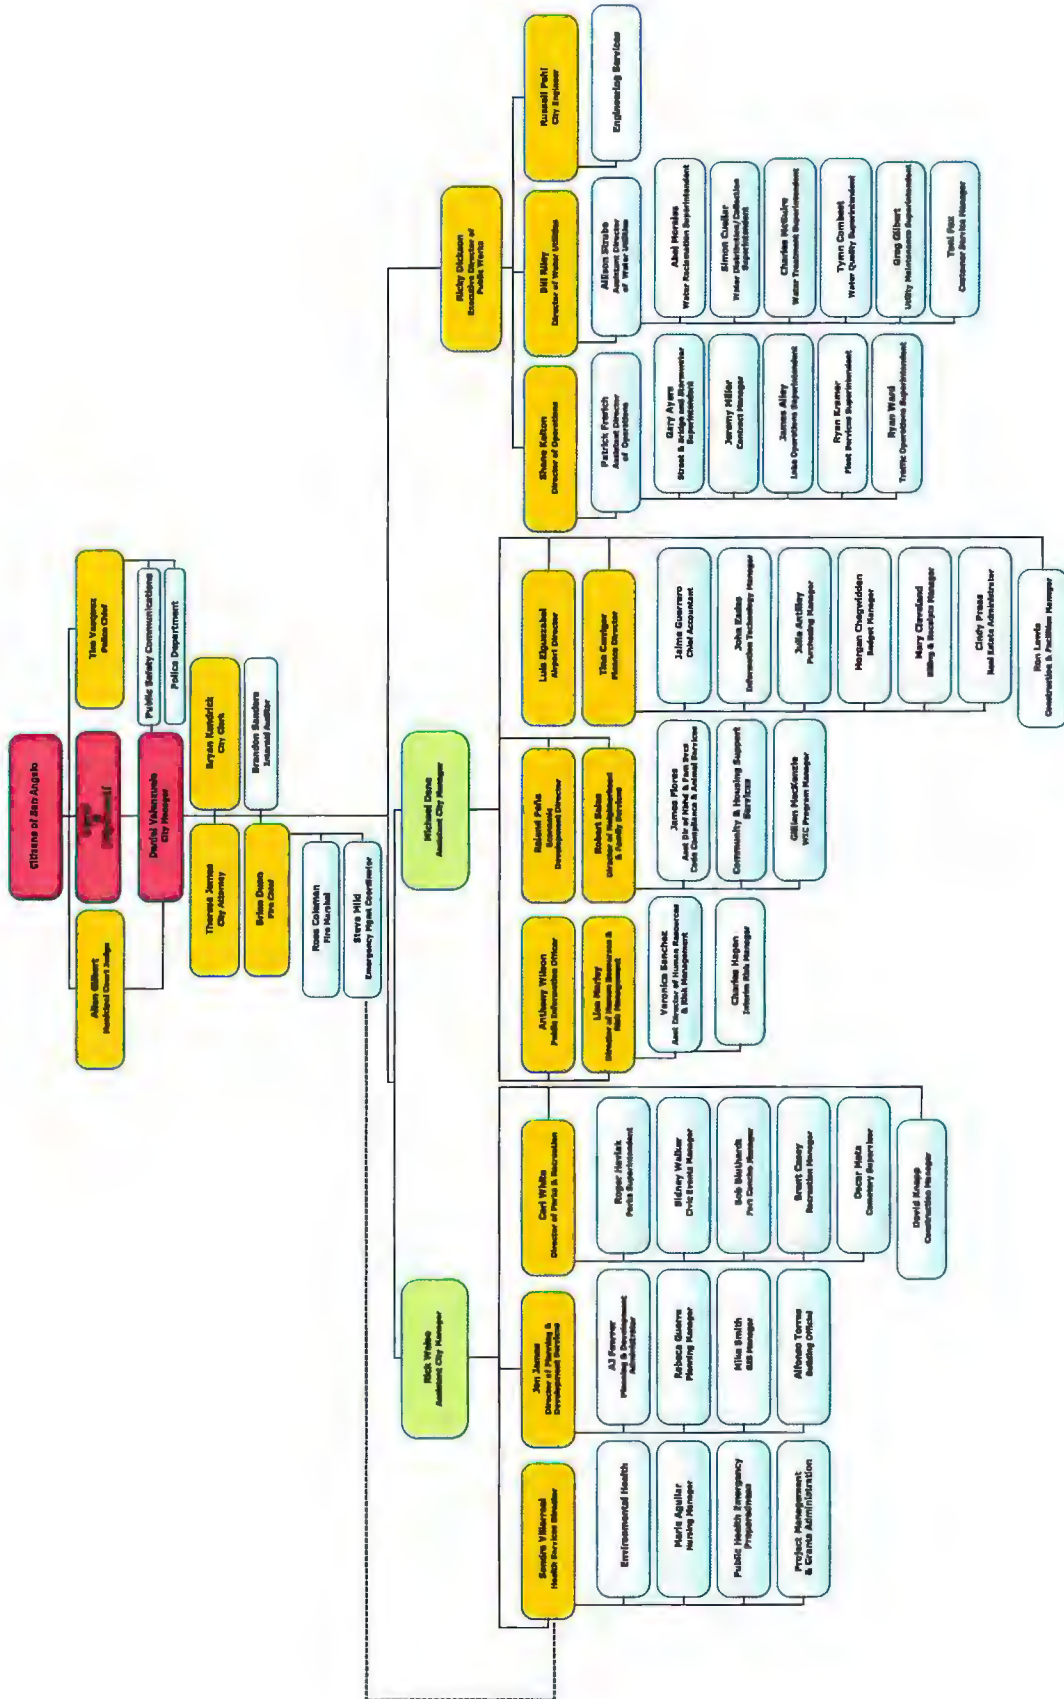 Citizens of San Angelo
Allen Gilbert
Municipal Court Judge
Tim Vasquez
Police Chief
Public Safety Communications
Police Department
Daniel Valenzuela
City Manager
Theresa James
City Attorney
Bryan Kendrick
City Clerk
Brian Dunn
Fire Chief
Brandon Sanders
Internal Auditor
Ross Coleman
Fire Marshal
Steve Mild
Emergency Mgmt Coordinator
Rick Weise
Assistant City Manager
Michael Dane
Assistant City Manager
Ricky Dickson
Executive Director of
Public Works
Sandra Villarreal
Health Services Director
Environmental Health
Maria Aguilar
Nursing Manager
Public Health Emergency
Preparedness
Project Management
& Grants Administration
Jon James
Director of Planning &
Development Services
AJ Fawver
Planning & Development
Administrator
Rebeca Guerra
Planning Manager
Mike Smith
GIS Manager
Alfonso Torres
Building Official
Carl White
Director of Parks & Recreation
Roger Havlak
Parks Superintendent
Sidney Walker
Civic Events Manager
Bob Bluthardt
Fort Concho Manager
Brant Casey
Recreation Manager
Oscar Mata
Cemetery Supervisor
David Knapp
Construction Manager
Anthony Wilson
Public Information Officer
Lisa Marley
Director of Human Resources &
Risk Management
Veronica Sanchez
Asst Director of Human Resources
& Risk Management
Charles Hagen
Interim Risk Manager
Roland Peña
Economic
Development Director
Robert Salas
Director of Neighborhood
& Family Services
James Flores
Asst Dir of Nbhd & Fam Svcs
Code Compliance & Animal Services
Community & Housing Support
Services
Gillian MacKenzie
WIC Program Manager
Luis Elguezabal
Airport Director
Tina Carriger
Finance Director
Jaime Guerrero
Chief Accountant
John Eades
Information Technology Manager
Julia Antilley
Purchasing Manager
Morgan Chegwidden
Budget Manager
Mary Cleveland
Billing & Receipts Manager
Cindy Preas
Real Estate Administrator
Ron Lewis
Construction & Facilities Manager
Shane Kelton
Director of Operations
Patrick Frerich
Assistant Director
of Operations
Gary Ayers
Street & Bridge and Stormwater
Superintendent
Jeremy Miller
Contract Manager
James Alley
Lake Operations Superintendent
Ryan Kramer
Fleet Services Superintendent
Ryan Ward
Traffic Operations Superintendent
Bill Riley
Director of Water Utilities
Allison Strube
Assistant Director
of Water Utilities
Abel Morales
Water Reclamation Superintendent
Simon Cuellar
Water Distribution/Collection
Superintendent
Charles McGuire
Water Treatment Superintendent
Tymn Combest
Water Quality Superintendent
Greg Gilbert
Utility Maintenance Superintendent
Toni Fox
Customer Service Manager
Russell Pehl
City Engineer
Engineering Services